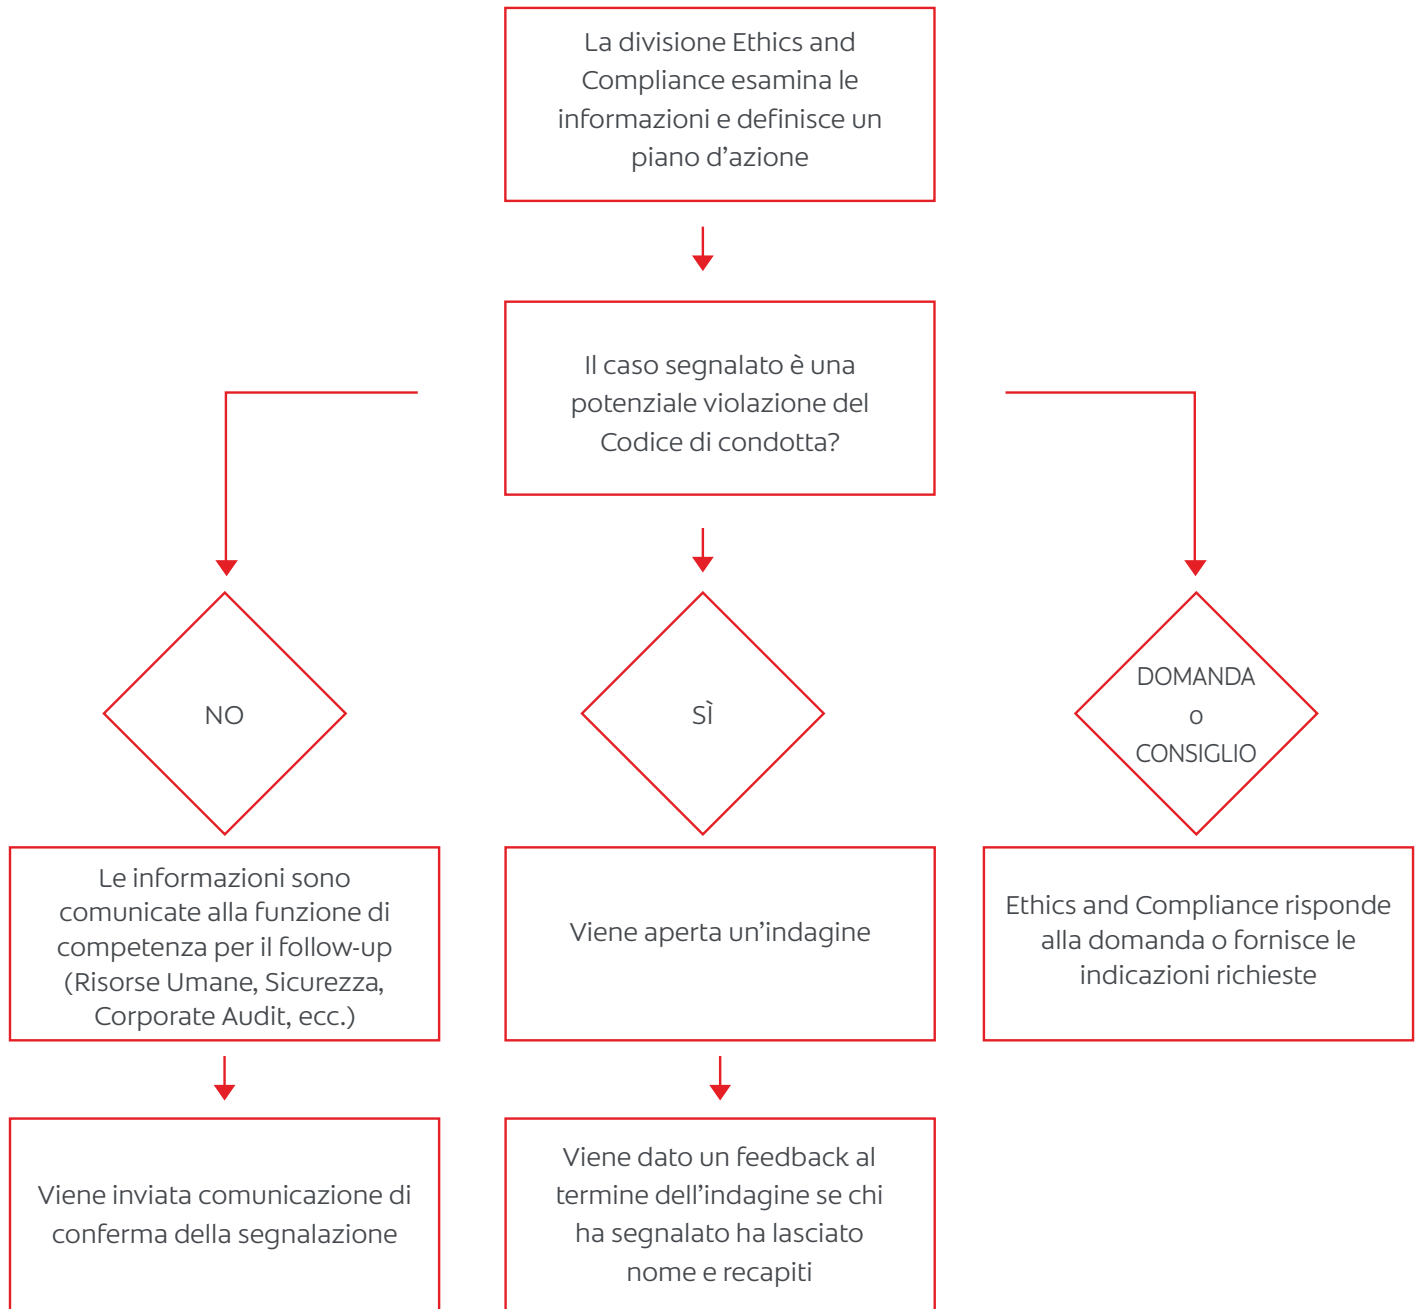 La divisione Ethics and
Compliance esamina le
informazioni e definisce un
piano d’azione
Il caso segnalato è una
potenziale violazione del
Codice di condotta?
NO
SÌ
DOMANDA
o
CONSIGLIO
Le informazioni sono
comunicate alla funzione di
competenza per il follow-up
(Risorse Umane, Sicurezza,
Corporate Audit, ecc.)
Viene aperta un’indagine
Ethics and Compliance risponde
alla domanda o fornisce le
indicazioni richieste
Viene inviata comunicazione di
conferma della segnalazione
Viene dato un feedback al
termine dell’indagine se chi
ha segnalato ha lasciato
nome e recapiti